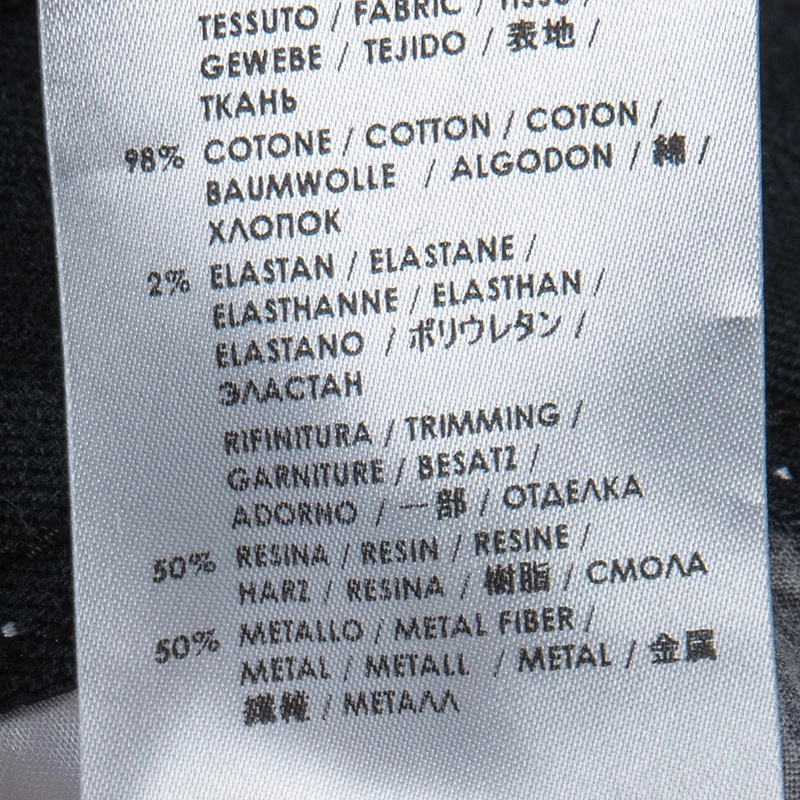 TESSUTO / FABRIC / TISSU /
GEWEBE / TEJIDO / 表地 /
ТКАНЬ
98% COTONE / COTTON / COTON /
BAUMWOLLE / ALGODON / 綿 /
ХЛОПОК
2% ELASTAN / ELASTANE /
ELASTHANNE / ELASTHAN /
ELASTANO / ポリウレタン /
ЭЛАСТАН
RIFINITURA / TRIMMING /
GARNITURE / BESATZ /
ADORNO / 一部 / ОТДЕЛКА
50% RESINA / RESIN / RESINE /
HARZ / RESINA / 樹脂 / СМОЛА
50% METALLO / METAL FIBER /
METAL / METALL / METAL / 金属
繊維 / МЕТАЛЛ